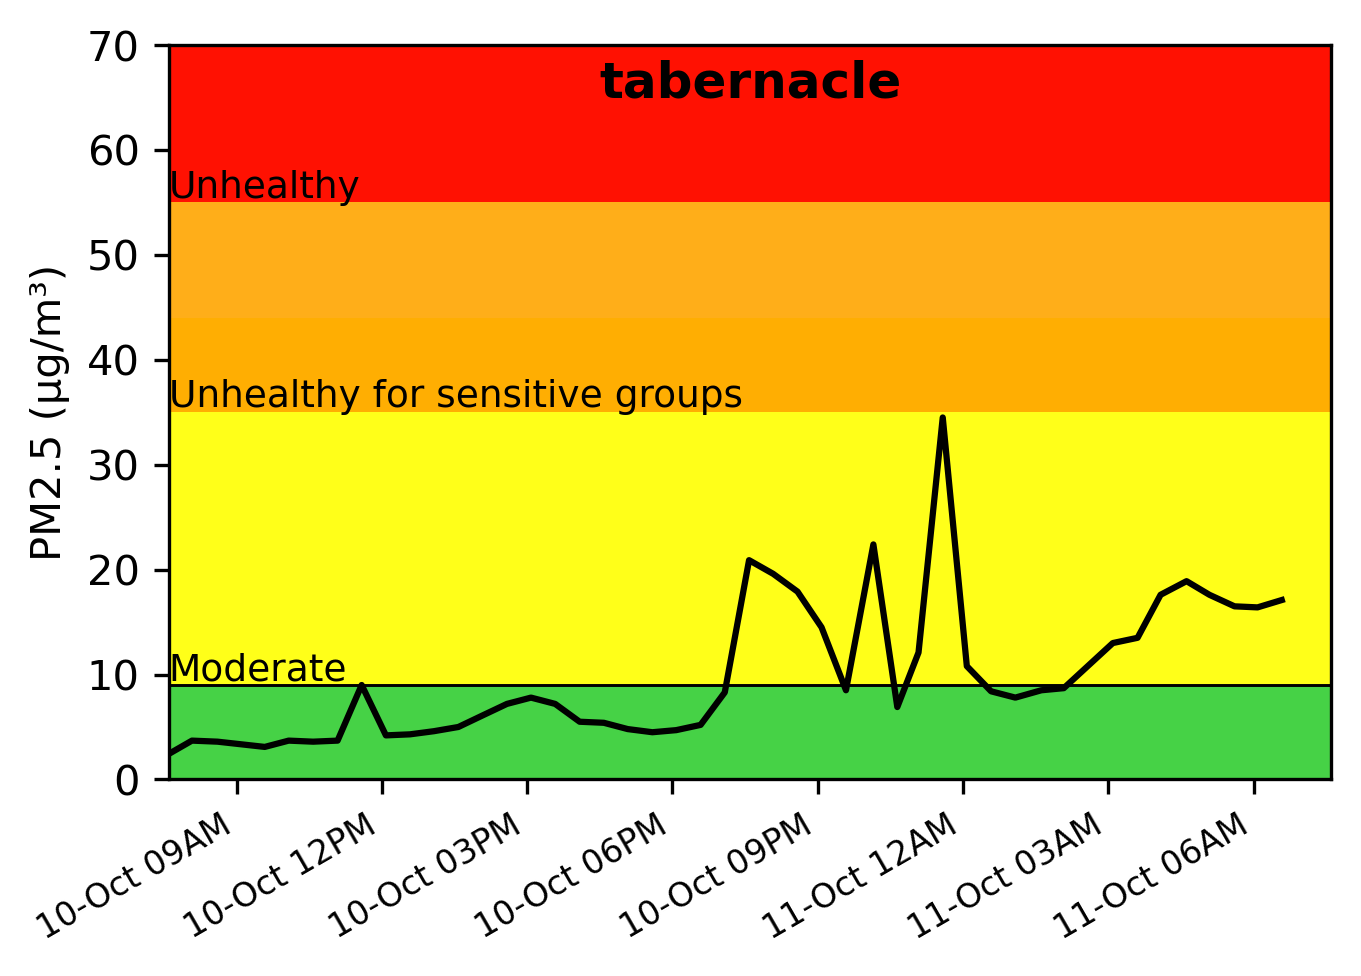 tabernacle
PM2.5 (μg/m³)
70
60
50
40
30
20
10
0
Unhealthy
Unhealthy for sensitive groups
Moderate
10-Oct 09AM
10-Oct 12PM
10-Oct 03PM
10-Oct 06PM
10-Oct 09PM
11-Oct 12AM
11-Oct 03AM
11-Oct 06AM